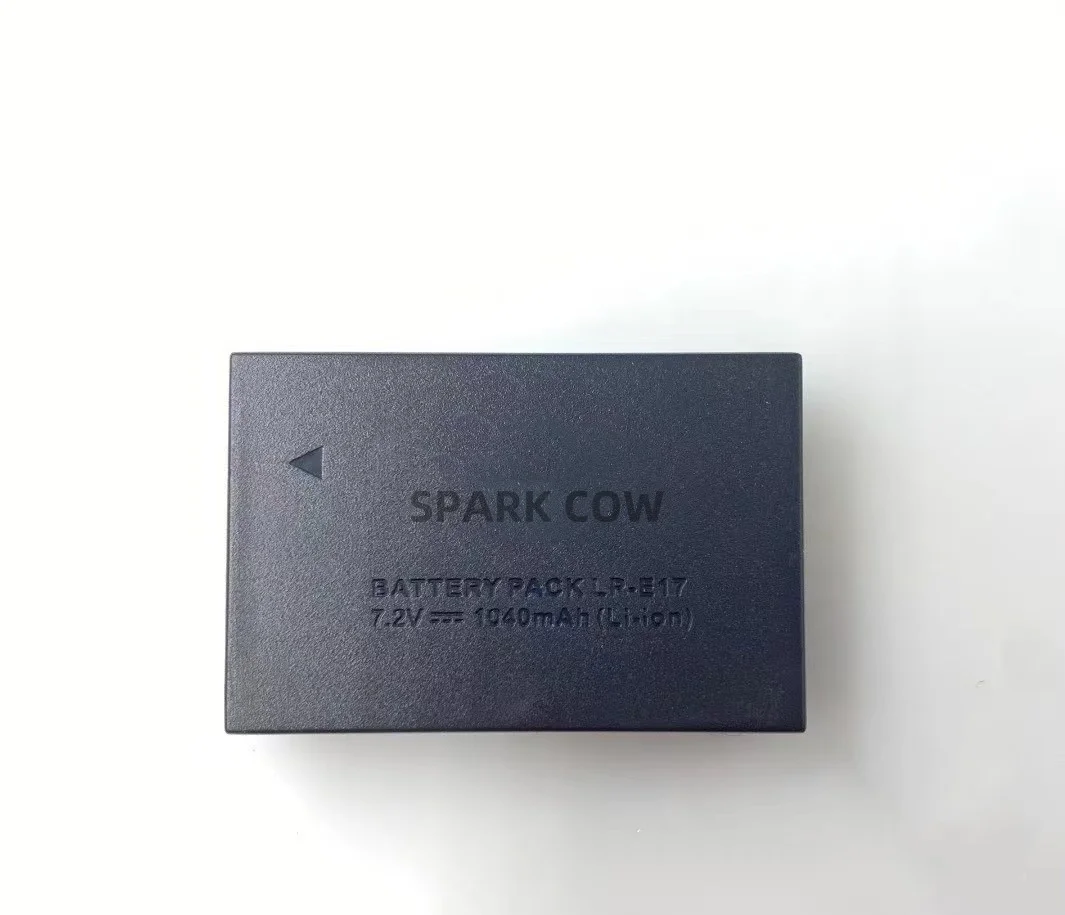 SPARK COW
BATTERY PACK LP-E17
7.2V ⎓ 1040mAh (Li-ion)